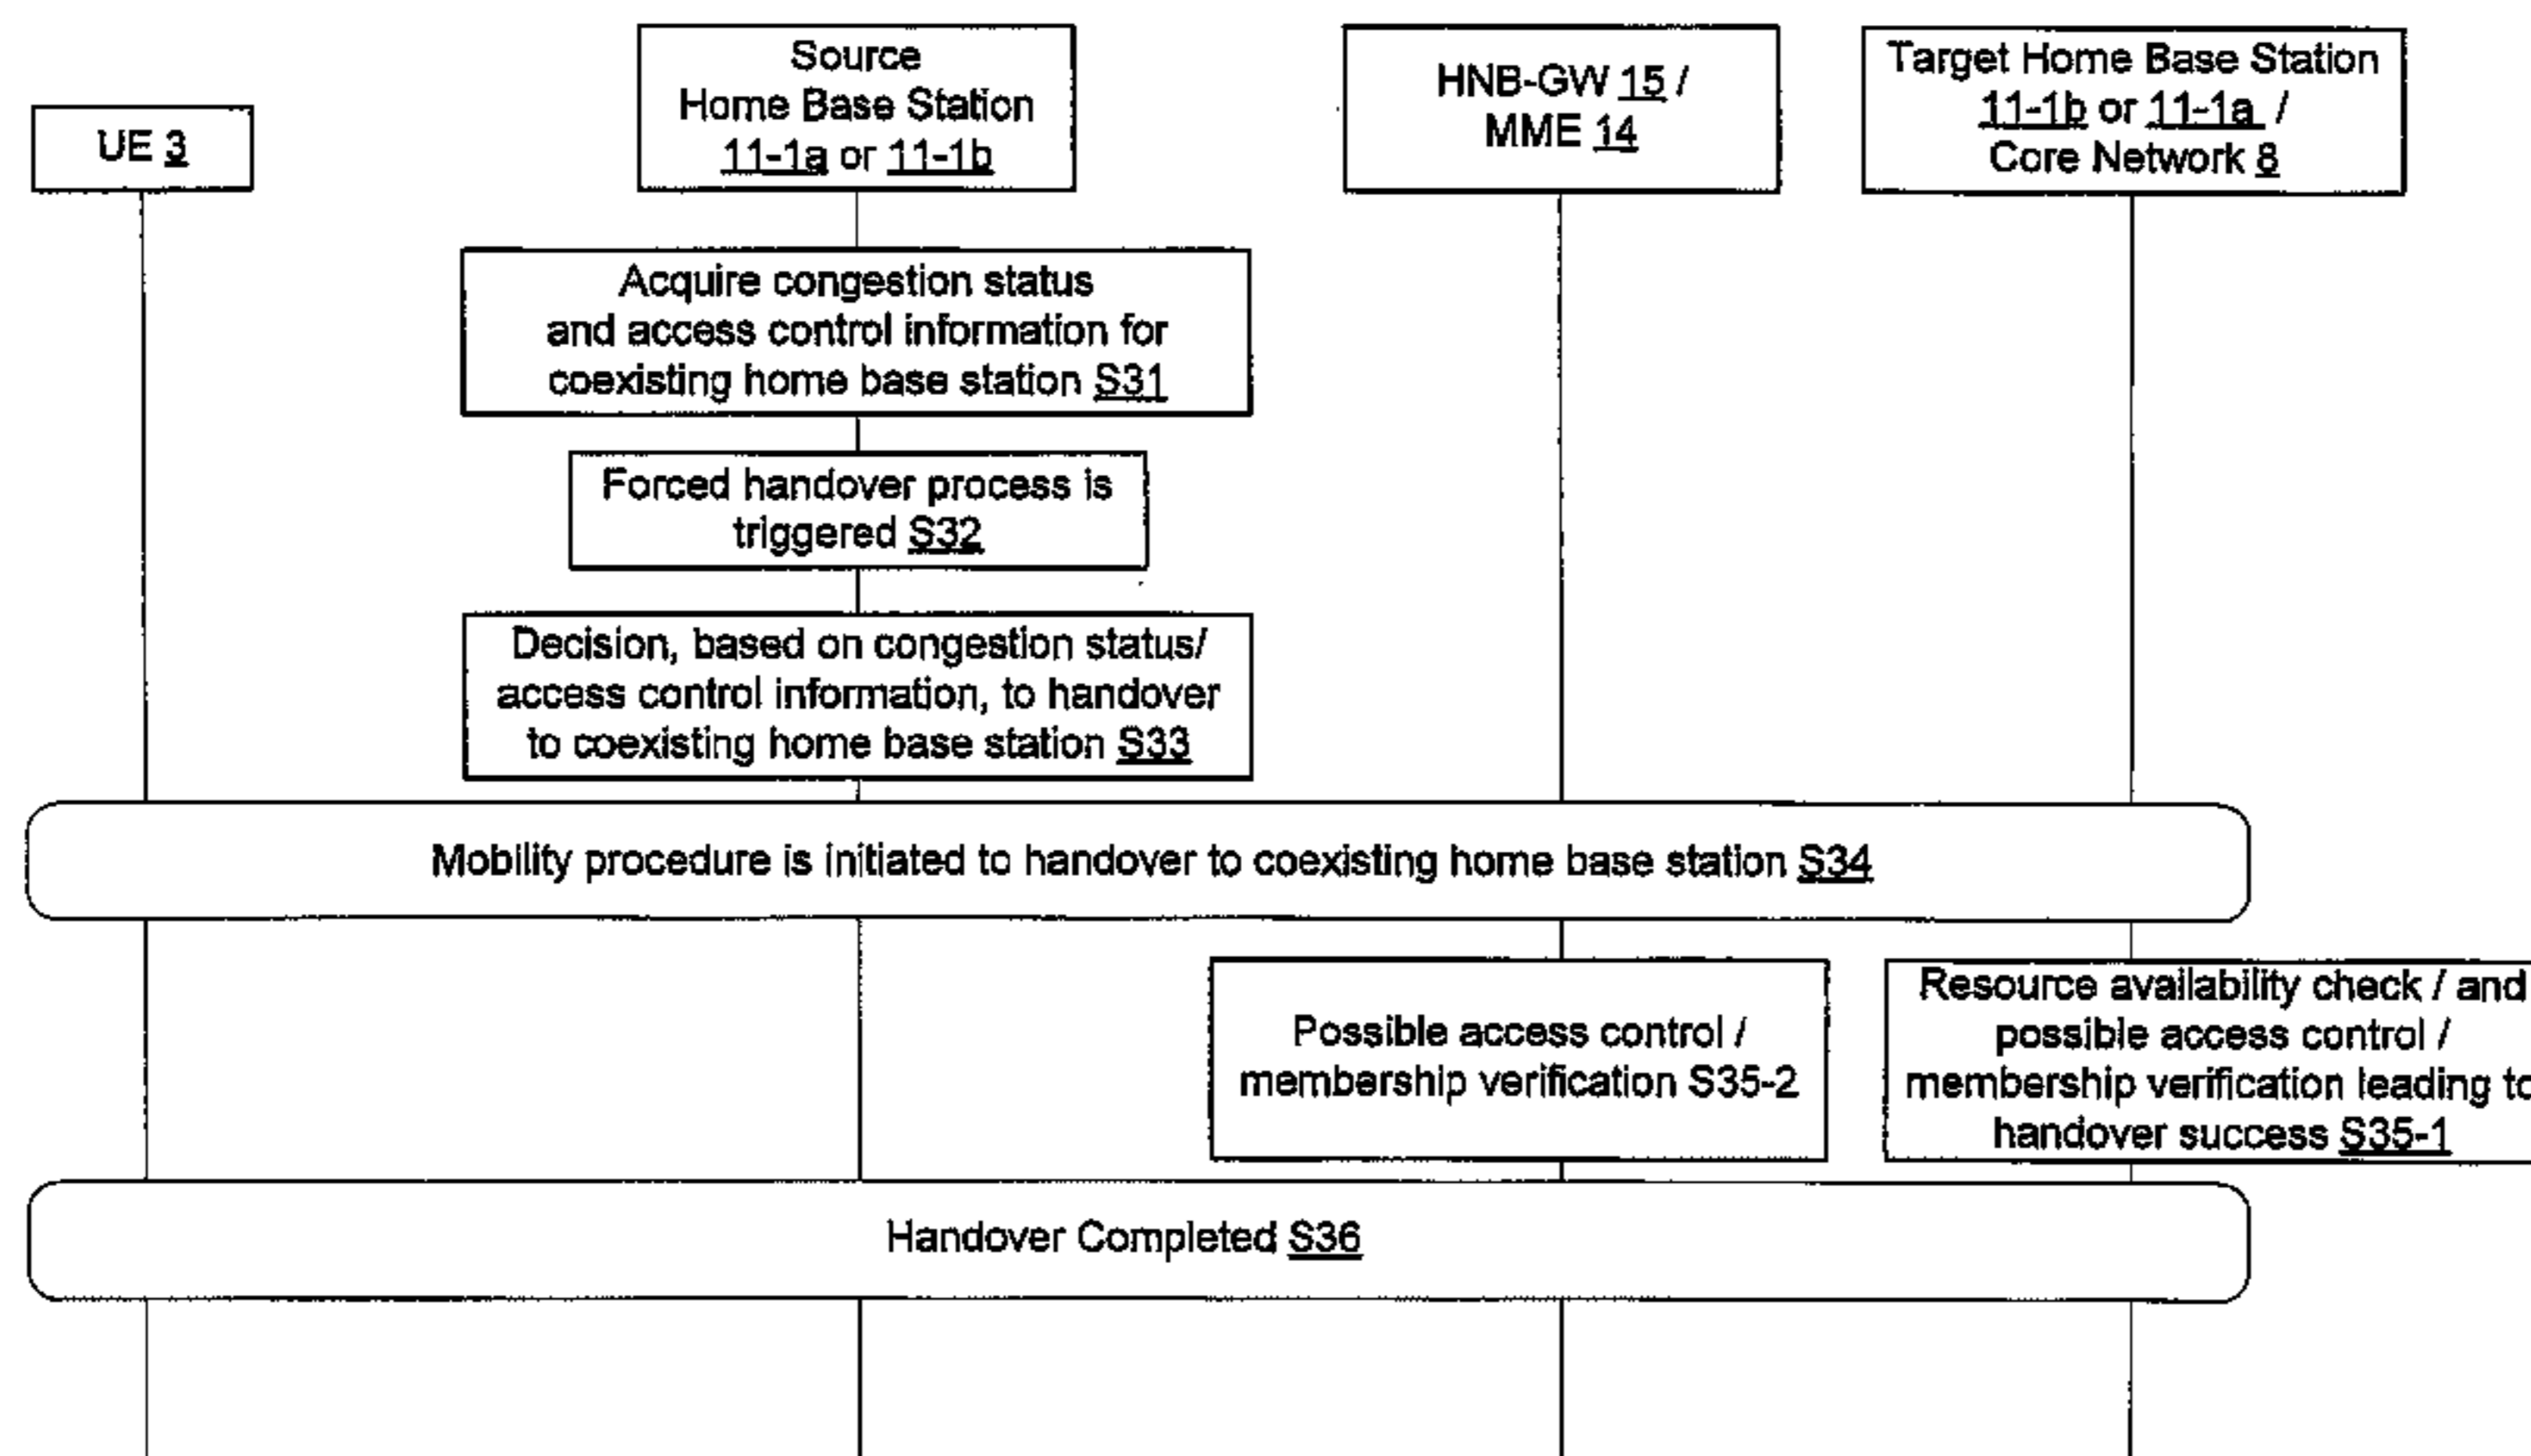 UE 3
Source
Home Base Station
11-1a or 11-1b
HNB-GW 15 /
MME 14
Target Home Base Station
11-1b or 11-1a /
Core Network 8
Acquire congestion status
and access control information for
coexisting home base station S31
Forced handover process is
triggered S32
Decision, based on congestion status/
access control information, to handover
to coexisting home base station S33
Mobility procedure is initiated to handover to coexisting home base station S34
Possible access control /
membership verification S35-2
Resource availability check / and
possible access control /
membership verification leading to
handover success S35-1
Handover Completed S36